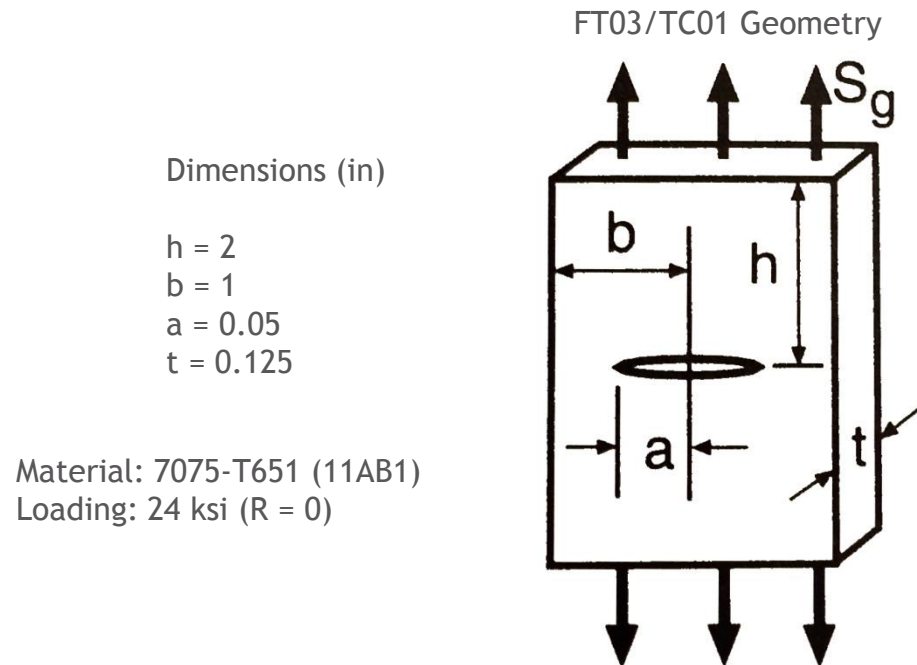 FT03/TC01 Geometry
Sg
Dimensions (in)
h = 2
b = 1
a = 0.05
t = 0.125
b
h
a
t
Material: 7075-T651 (11AB1)
Loading: 24 ksi (R = 0)